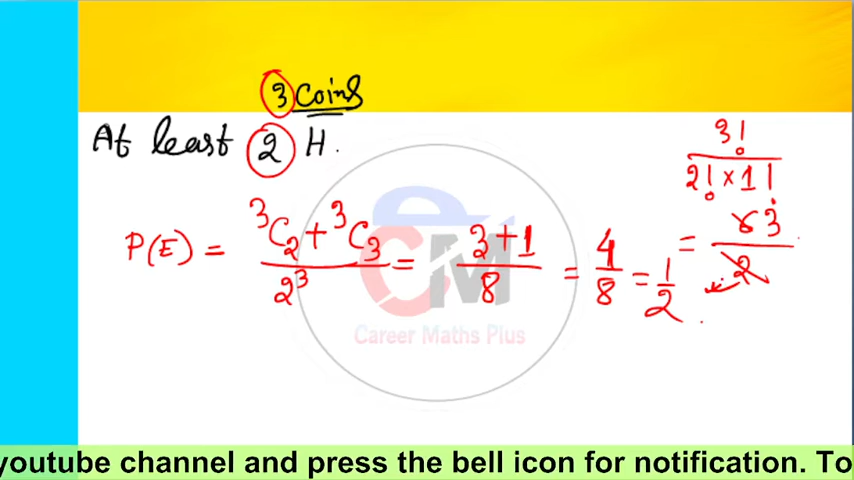 3 Coins
At least 2 H.
P(E) = ³C₂ + ³C₃ / 2³ = 3+1 / 8 = 4/8 = 1/2
3! / 2! × 1!
= 6 3 / 2
CM
Career Maths Plus
youtube channel and press the bell icon for notification. To